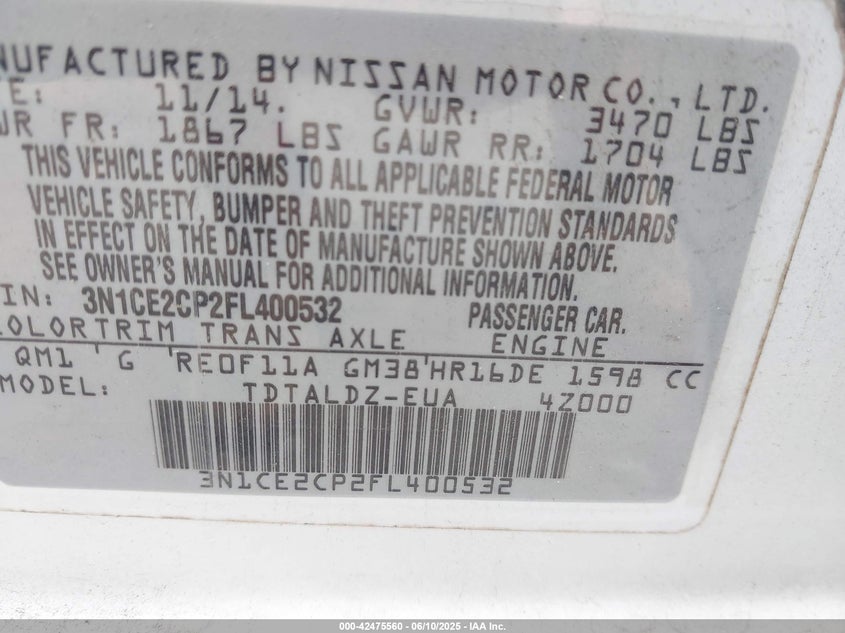 NUFACTURED BY NISSAN MOTOR CO., LTD.
E: 11/14. GVWR: 3470 LBS
WR FR: 1867 LBS GAWR RR: 1704 LBS
THIS VEHICLE CONFORMS TO ALL APPLICABLE FEDERAL MOTOR
VEHICLE SAFETY, BUMPER AND THEFT PREVENTION STANDARDS
IN EFFECT ON THE DATE OF MANUFACTURE SHOWN ABOVE.
SEE OWNER'S MANUAL FOR ADDITIONAL INFORMATION.
IN: 3N1CE2CP2FL400532 PASSENGER CAR.
OLORTRIM TRANS AXLE ENGINE
QM1 G RE0F11A GM38 HR16DE 1598 CC
MODEL: TDTALDZ-EUA 4Z000
3N1CE2CP2FL400532
000-42475560 - 06/10/2025 - IAA Inc.